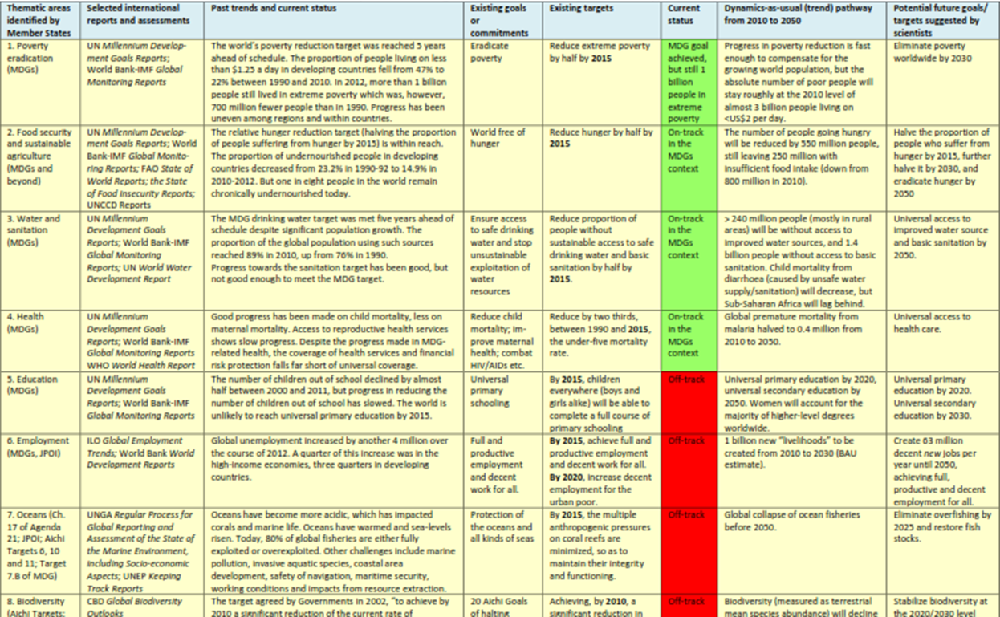 Thematic areas
identified by
Member States
Selected international
reports and assessments
Past trends and current status
Existing goals
or
commitments
Existing targets
Current
status
Dynamics-as-usual (trend) pathway
from 2010 to 2050
Potential future goals/
targets suggested by
scientists
1. Poverty
eradication
(MDGs)
UN Millennium Develop-
ment Goals Reports;
World Bank-IMF Global
Monitoring Reports
The world's poverty reduction target was reached 5 years
ahead of schedule. The proportion of people living on less
than $1.25 a day in developing countries fell from 47% to
22% between 1990 and 2010. In 2012, more than 1 billion
people still lived in extreme poverty which was, however,
700 million fewer people than in 1990. Progress has been
uneven among regions and within countries.
Eradicate
poverty
Reduce extreme poverty
by half by 2015
MDG goal
achieved,
but still 1
billion
people in
extreme
poverty
Progress in poverty reduction is fast
enough to compensate for the
growing world population, but the
absolute number of poor people will
stay roughly at the 2010 level of
almost 3 billion people living on
<US$2 per day.
Eliminate poverty
worldwide by 2030
2. Food security
and sustainable
agriculture
(MDGs and
beyond)
UN Millennium Develop-
ment Goals Reports; World
Bank-IMF Global Monito-
ring Reports; FAO State of
World Reports; the State
of Food Insecurity Reports;
UNCCD Reports
The relative hunger reduction target (halving the proportion
of people suffering from hunger by 2015) is within reach.
The proportion of undernourished people in developing
countries decreased from 23.2% in 1990-92 to 14.9% in
2010-2012. But one in eight people in the world remain
chronically undernourished today.
World free of
hunger
Reduce hunger by half by
2015
On-track
in the
MDGs
context
The number of people going hungry
will be reduced by 550 million people,
still leaving 250 million with
insufficient food intake (down from
800 million in 2010).
Halve the proportion of
people who suffer from
hunger by 2015, further
halve it by 2030, and
eradicate hunger by
2050
3. Water and
sanitation
(MDGs)
UN Millennium
Development Goals
Reports; World Bank-IMF
Global Monitoring
Reports; UN World Water
Development Report
The MDG drinking water target was met five years ahead of
schedule despite significant population growth. The
proportion of the global population using such sources
reached 89% in 2010, up from 76% in 1990.
Progress towards the sanitation target has been good, but
not good enough to meet the MDG target.
Ensure access
to safe drinking
water and stop
unsustainable
exploitation of
water
resources
Reduce proportion of
people without
sustainable access to safe
drinking water and basic
sanitation by half by
2015.
On-track
in the
MDGs
context
> 240 million people (mostly in rural
areas) will be without access to
improved water sources, and 1.4
billion people without access to basic
sanitation. Child mortality from
diarrhoea (caused by unsafe water
supply/sanitation) will decrease, but
Sub-Saharan Africa will lag behind.
Universal access to
improved water source
and basic sanitation by
2050.
4. Health
(MDGs)
UN Millennium
Development Goals
Reports; World Bank-IMF
Global Monitoring Reports
WHO World Health Report
Good progress has been made on child mortality, less on
maternal mortality. Access to reproductive health services
shows slow progress. Despite the progress made in MDG-
related health, the coverage of health services and financial
risk protection falls far short of universal coverage.
Reduce child
mortality; im-
prove maternal
health; combat
HIV/AIDs etc.
Reduce by two thirds,
between 1990 and 2015,
the under-five mortality
rate.
On-track
in the
MDGs
context
Global premature mortality from
malaria halved to 0.4 million from
2010 to 2050.
Universal access to
health care.
5. Education
(MDGs)
UN Millennium
Development Goals
Reports; World Bank-IMF
Global Monitoring Reports
The number of children out of school declined by almost
half between 2000 and 2011, but progress in reducing the
number of children out of school has slowed. The world is
unlikely to reach universal primary education by 2015.
Universal
primary
schooling
By 2015, children
everywhere (boys and
girls alike) will be able to
complete a full course of
primary schooling
Off-track
Universal primary education by 2020,
universal secondary education by
2050. Women will account for the
majority of higher-level degrees
worldwide.
Universal primary
education by 2020.
Universal secondary
education by 2030.
6. Employment
(MDGs, JPOI)
ILO Global Employment
Trends; World Bank World
Development Reports
Global unemployment increased by another 4 million over
the course of 2012. A quarter of this increase was in the
high-income economies, three quarters in developing
countries.
Full and
productive
employment
and decent
work for all.
By 2015, achieve full and
productive employment
and decent work for all.
By 2020, increase decent
employment for the
urban poor.
Off-track
1 billion new "livelihoods" to be
created from 2010 to 2030 (BAU
estimate).
Create 63 million
decent new jobs per
year until 2050,
achieving full,
productive and decent
employment for all.
7. Oceans (Ch.
17 of Agenda
21; JPOI; Aichi
Targets 6, 10
and 11; Target
7.B of MDG)
UNGA Regular Process for
Global Reporting and
Assessment of the State of
the Marine Environment,
including Socio-economic
Aspects; UNEP Keeping
Track Reports
Oceans have become more acidic, which has impacted
corals and marine life. Oceans have warmed and sea-levels
risen. Today, 80% of global fisheries are either fully
exploited or overexploited. Other challenges include marine
pollution, invasive aquatic species, coastal area
development, safety of navigation, maritime security,
working conditions and impacts from resource extraction.
Protection of
the oceans and
all kinds of seas
By 2015, the multiple
anthropogenic pressures
on coral reefs are
minimized, so as to
maintain their integrity
and functioning.
Off-track
Global collapse of ocean fisheries
before 2050.
Eliminate overfishing by
2025 and restore fish
stocks.
8. Biodiversity
(Aichi Targets;
CBD Global Biodiversity
Outlooks
The target agreed by Governments in 2002, "to achieve by
2010 a significant reduction of the current rate of
20 Aichi Goals
of halting
Achieving, by 2010, a
significant reduction in
Off-track
Biodiversity (measured as terrestrial
mean species abundance) will decline
Stabilize biodiversity at
the 2020/2030 level